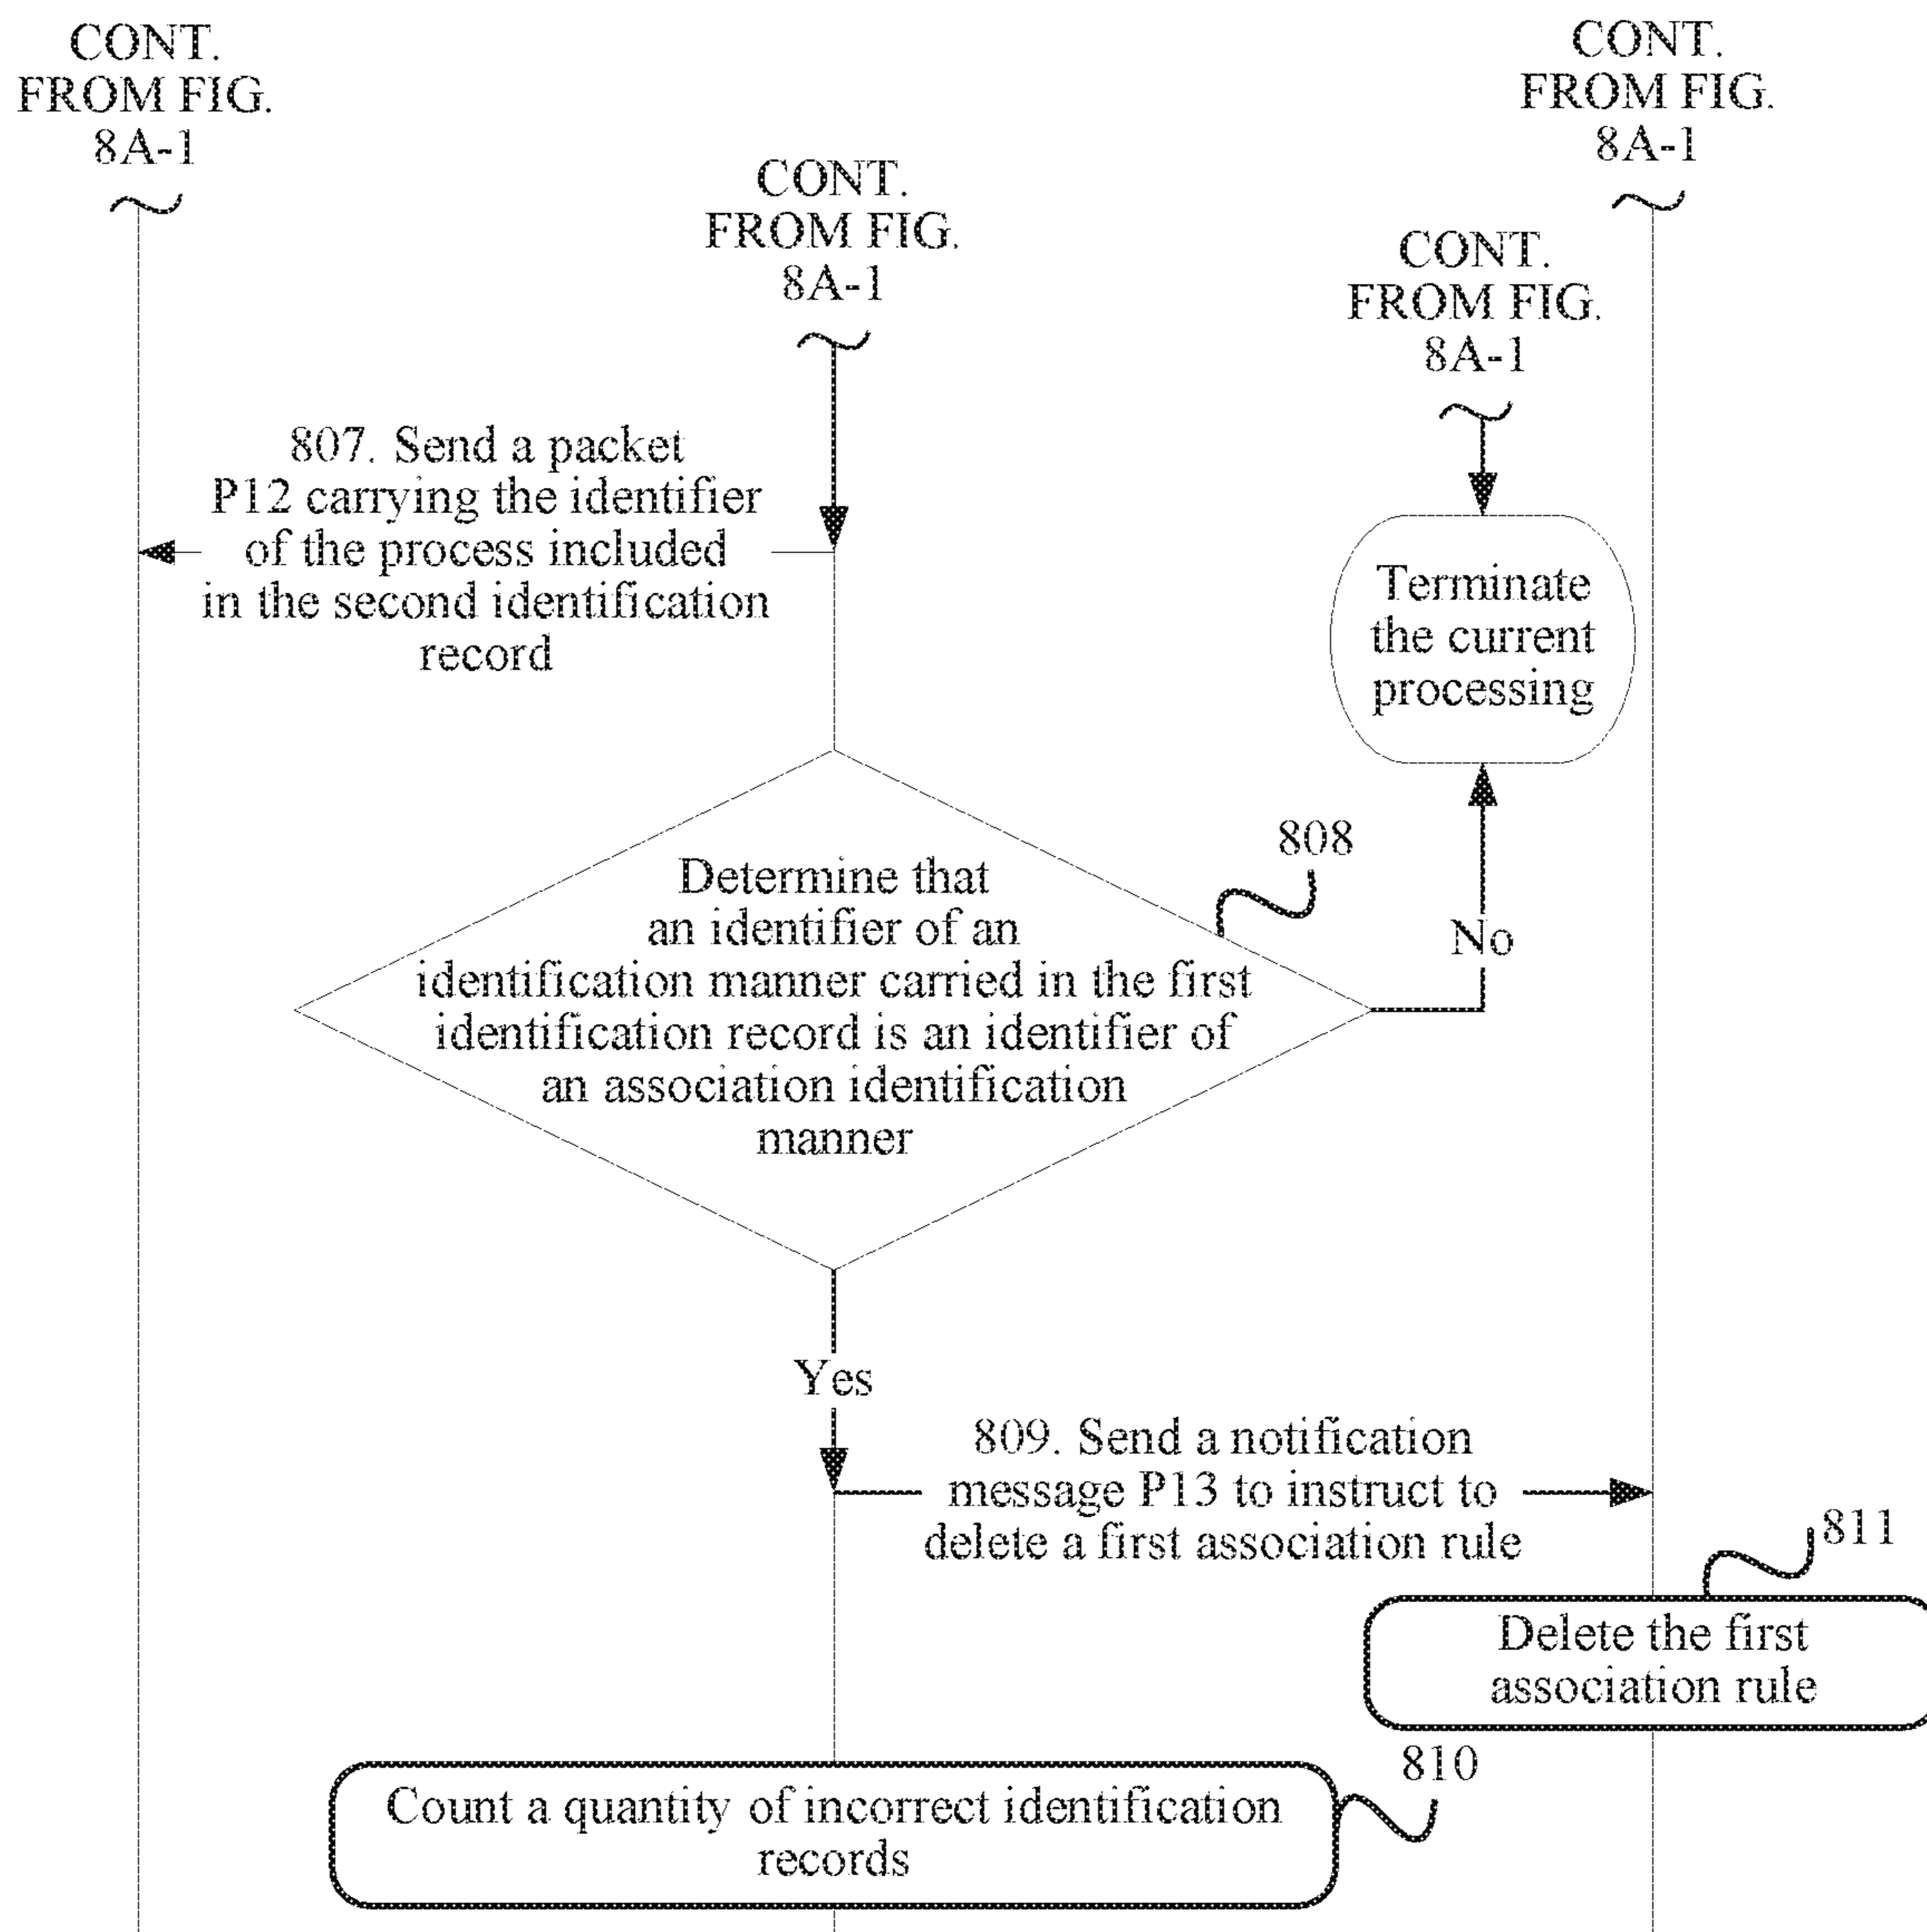 CONT.
FROM FIG.
8A-1
CONT.
FROM FIG.
8A-1
CONT.
FROM FIG.
8A-1
CONT.
FROM FIG.
8A-1
807. Send a packet
P12 carrying the identifier
of the process included
in the second identification
record
Terminate
the current
processing
808
Determine that
an identifier of an
identification manner carried in the first
identification record is an identifier of
an association identification
manner
No
Yes
809. Send a notification
message P13 to instruct to
delete a first association rule
811
Delete the first
association rule
810
Count a quantity of incorrect identification
records